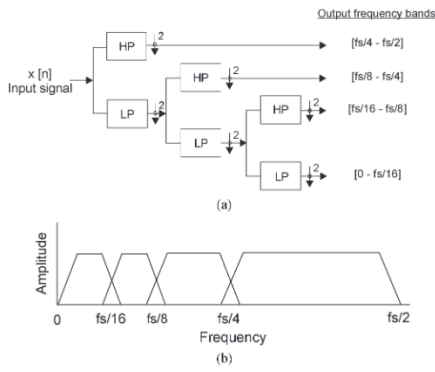 Output frequency bands
HP 2 [fs/4 - fs/2]
x [n]
Input signal
HP 2 [fs/8 - fs/4]
LP 2 HP 2 [fs/16 - fs/8]
LP 2
LP 2 [0 - fs/16]
(a)
Amplitude
0 fs/16 fs/8 fs/4 fs/2
Frequency
(b)